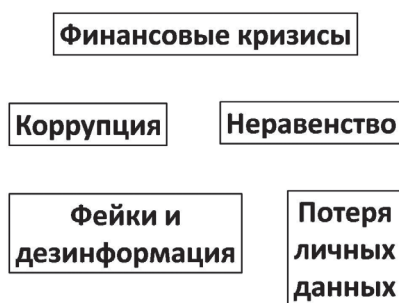 Финансовые кризисы
Коррупция
Неравенство
Фейки и
дезинформация
Потеря
личных
данных